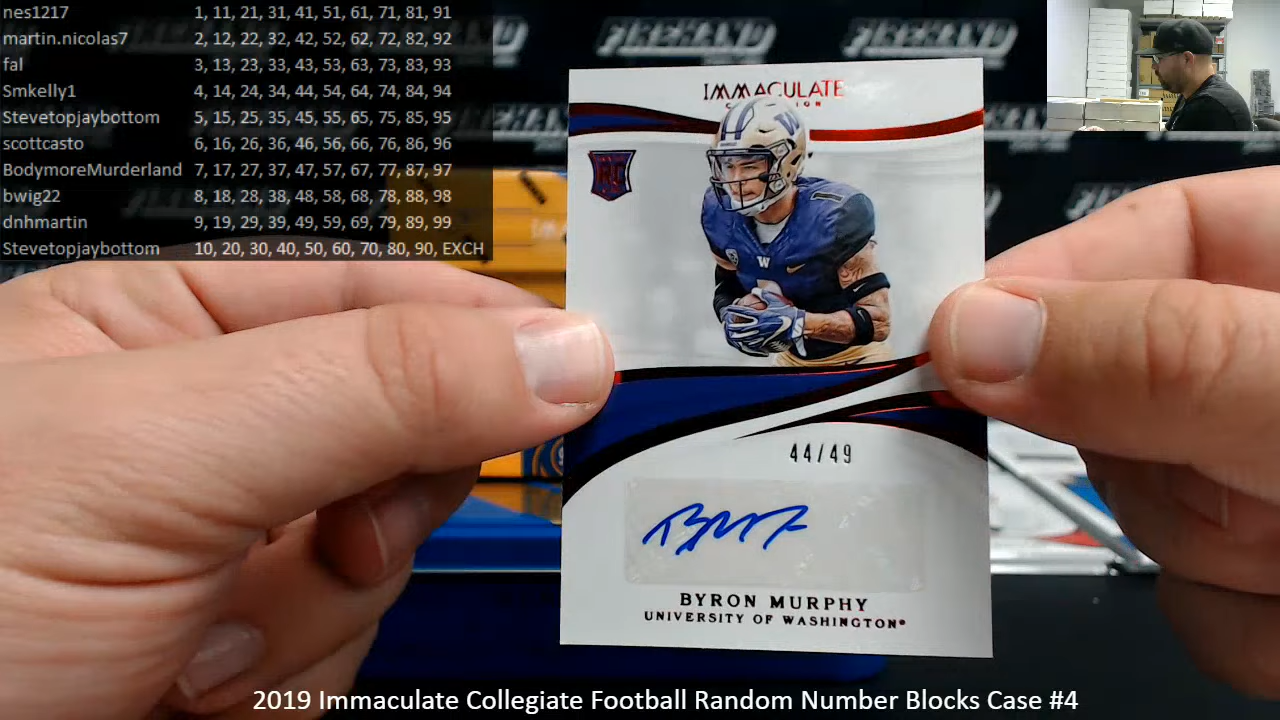 nes1217 1, 11, 21, 31, 41, 51, 61, 71, 81, 91
martin.nicolas7 2, 12, 22, 32, 42, 52, 62, 72, 82, 92
fal 3, 13, 23, 33, 43, 53, 63, 73, 83, 93
Smkelly1 4, 14, 24, 34, 44, 54, 64, 74, 84, 94
Stevetopjaybottom 5, 15, 25, 35, 45, 55, 65, 75, 85, 95
scottcasto 6, 16, 26, 36, 46, 56, 66, 76, 86, 96
BodymoreMurderland 7, 17, 27, 37, 47, 57, 67, 77, 87, 97
bwig22 8, 18, 28, 38, 48, 58, 68, 78, 88, 98
dnhmartin 9, 19, 29, 39, 49, 59, 69, 79, 89, 99
Stevetopjaybottom 10, 20, 30, 40, 50, 60, 70, 80, 90, EXCH
FIREHAND FIREHAND
IMMACULATE
RC
W
1
W
44/49
BYRON MURPHY
UNIVERSITY OF WASHINGTON®
2019 Immaculate Collegiate Football Random Number Blocks Case #4